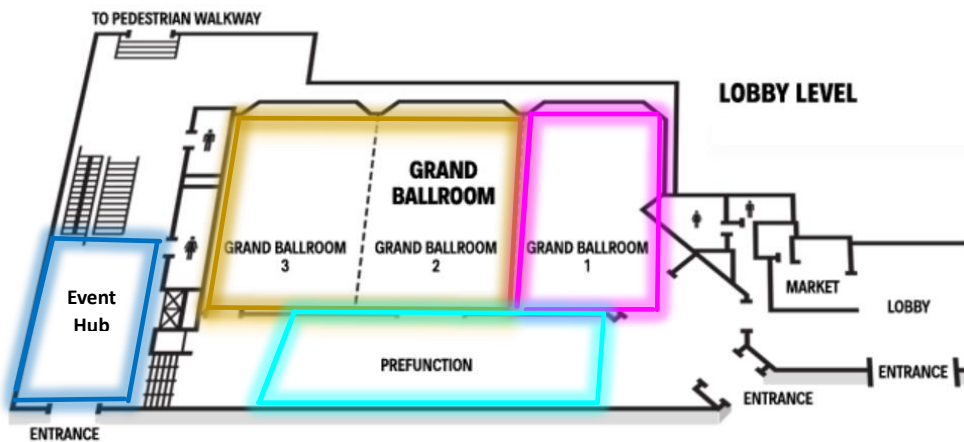 TO PEDESTRIAN WALKWAY
LOBBY LEVEL
GRAND
BALLROOM
GRAND BALLROOM
3
GRAND BALLROOM
2
GRAND BALLROOM
1
Event
Hub
MARKET
LOBBY
PREFUNCTION
ENTRANCE
ENTRANCE
ENTRANCE